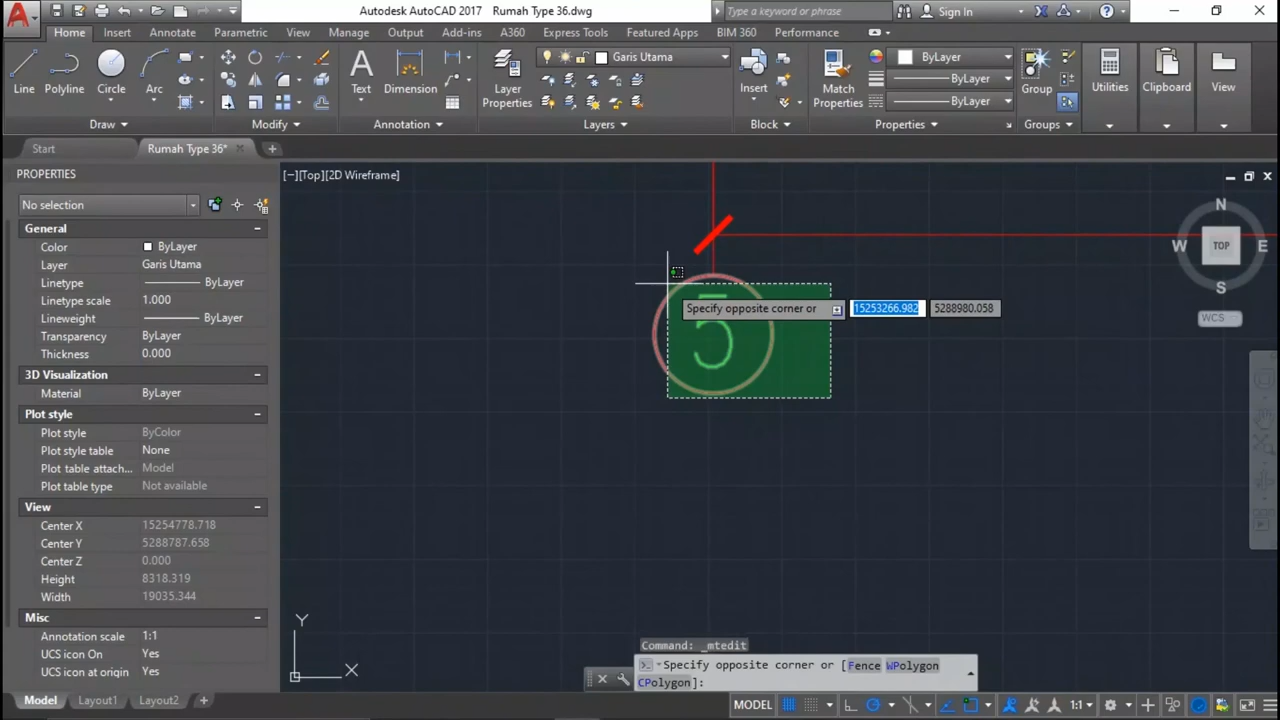 Autodesk AutoCAD 2017 Rumah Type 36.dwg
Type a keyword or phrase
Sign In
Home Insert Annotate Parametric View Manage Output Add-ins A360 Express Tools Featured Apps BIM 360 Performance
Garis Utama
ByLayer
ByLayer
ByLayer
Line Polyline Circle Arc
Text Dimension
Layer Properties
Insert
Match Properties
Group
Utilities Clipboard View
Draw Modify Annotation Layers Block Properties Groups
Start Rumah Type 36*
PROPERTIES
[−][Top][2D Wireframe]
No selection
General
Color ByLayer
Layer Garis Utama
Linetype ByLayer
Linetype scale 1.000
Lineweight ByLayer
Transparency ByLayer
Thickness 0.000
3D Visualization
Material ByLayer
Plot style
Plot style ByColor
Plot style table None
Plot table attach... Model
Plot table type Not available
View
Center X 15254778.718
Center Y 5288787.658
Center Z 0.000
Height 8318.319
Width 19035.344
Misc
Annotation scale 1:1
UCS icon On Yes
UCS icon at origin Yes
N
W TOP E
S
WCS
5
Specify opposite corner or 15253266.982 5288980.058
Y
X
Command: _mtedit
Specify opposite corner or [Fence WPolygon
CPolygon]:
Model Layout1 Layout2
MODEL 1:1